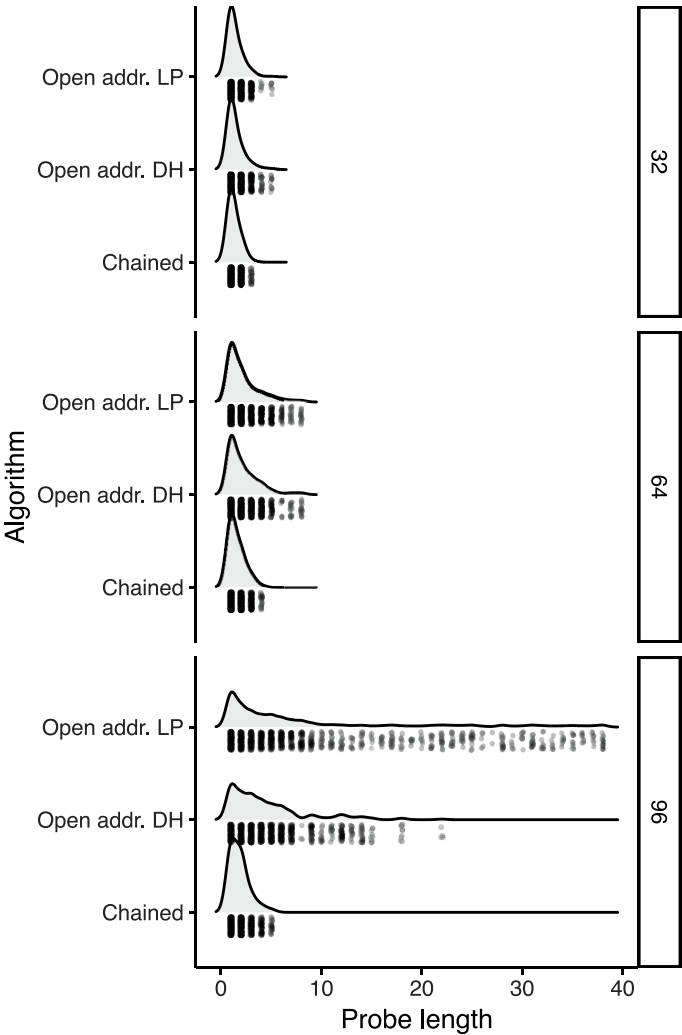 Open addr. LP
Open addr. DH
Chained
32
Open addr. LP
Open addr. DH
Chained
64
Open addr. LP
Open addr. DH
Chained
96
Algorithm
0 10 20 30 40
Probe length